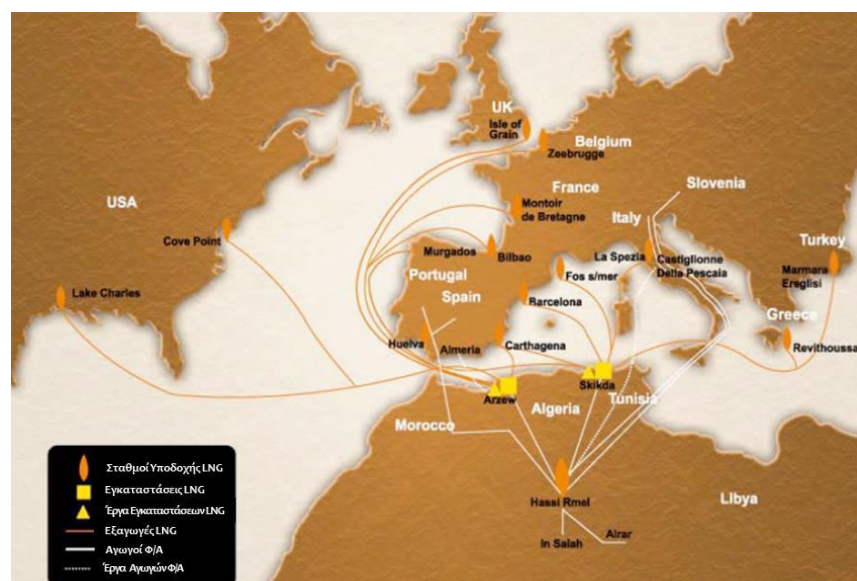 UK
Isle of
Grain
Belgium
Zeebrugge
Slovenia
France
USA
Montoir
de Bretagne
Italy
Cove Point
Turkey
Murgados
Bilbao
La Spezia
Castiglionne
Della Pescaia
Portugal
Fos s/mer
Marmara
Ereglisi
Lake Charles
Spain
Barcelona
Greece
Huelva
Almeria
Carthagena
Revithoussa
Skikda
Arzew
Algeria
Tunisia
Morocco
Σταθμοί Υποδοχής LNG
Εγκαταστάσεις LNG
Έργα Εγκαταστάσεων LNG
Εξαγωγές LNG
Αγωγοί Φ/Α
Έργα Αγωγών Φ/Α
Hassi Rmel
Libya
In Salah
Alrar